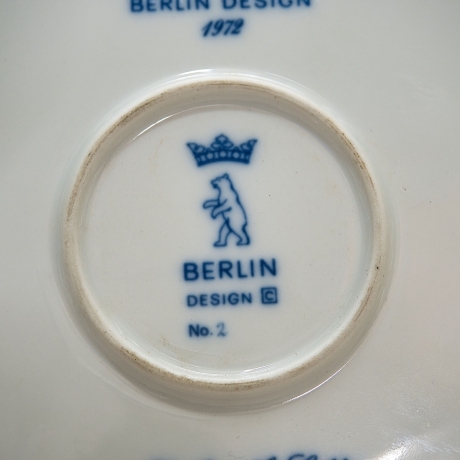 BERLIN DESIGN
1972
BERLIN
DESIGN ©
No. 2